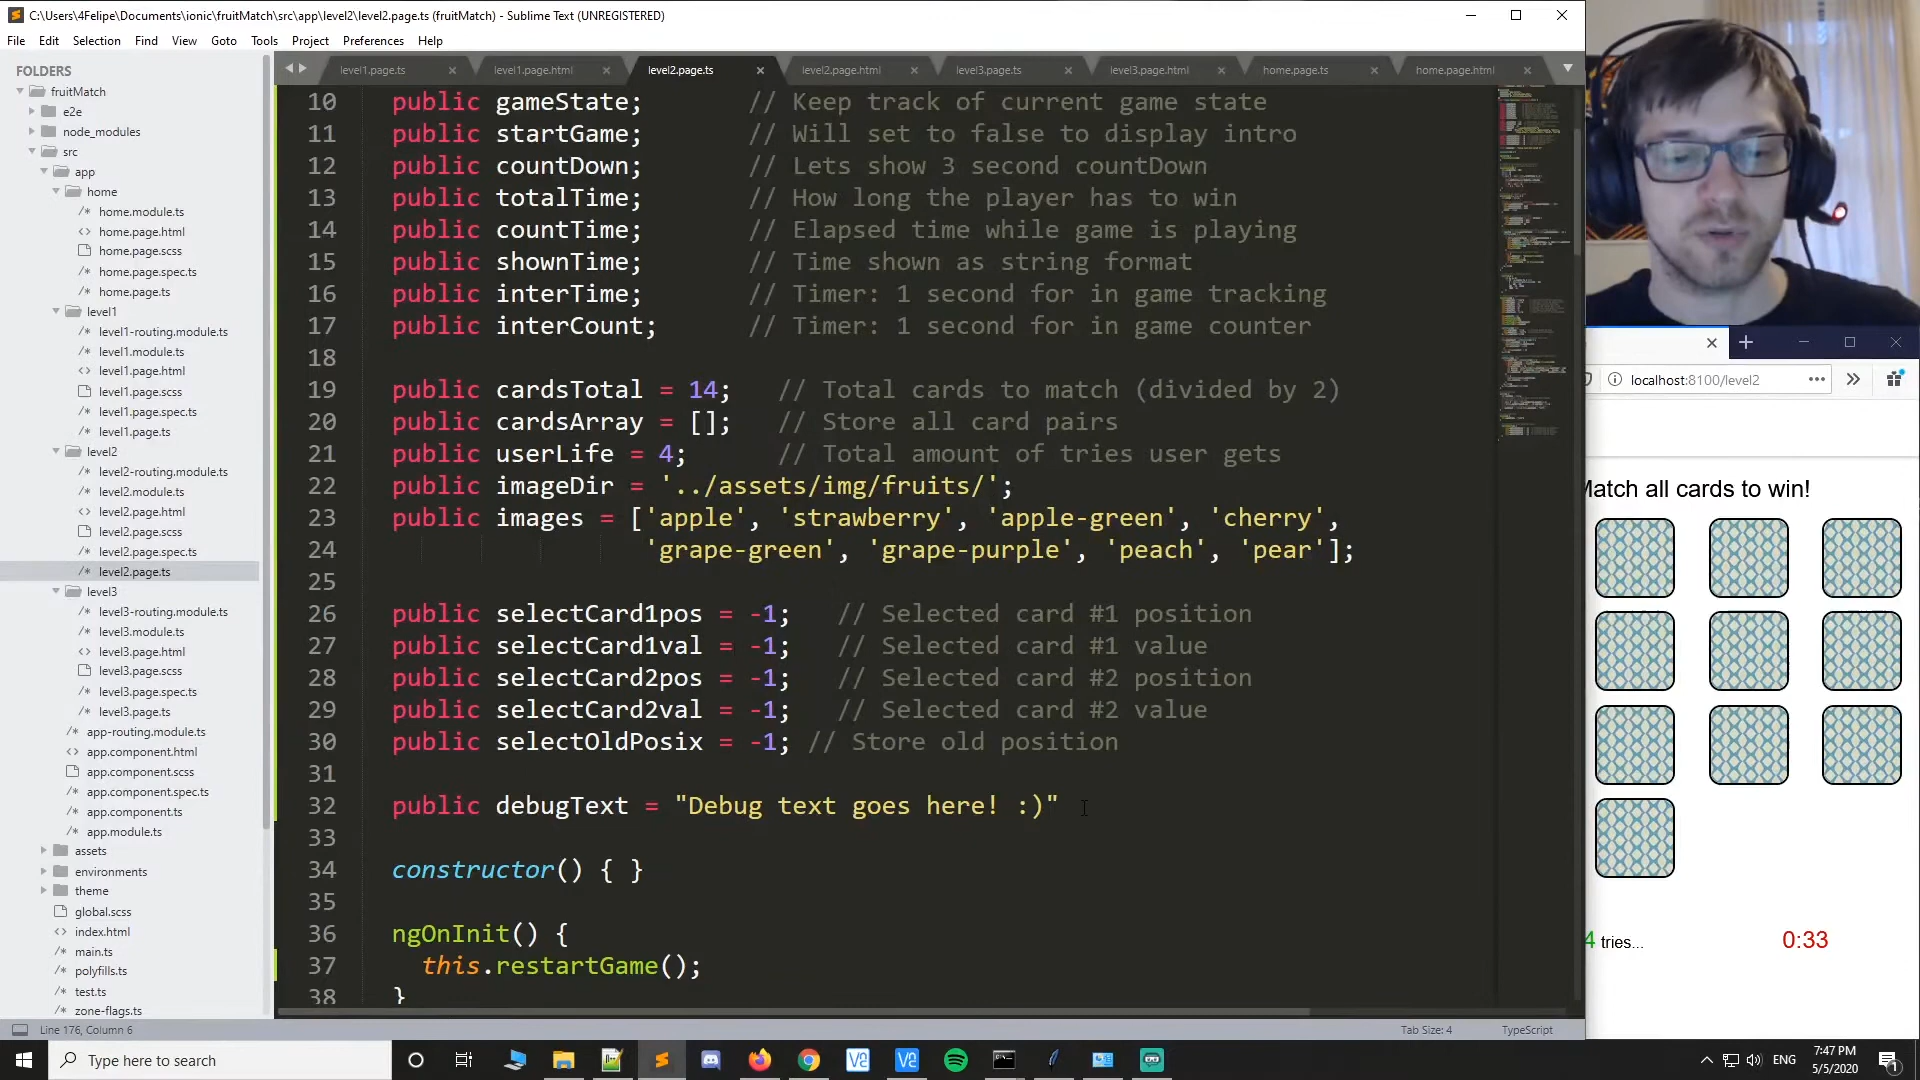 C:\Users\4Felipe\Documents\ionic\fruitMatch\src\app\level2\level2.page.ts (fruitMatch) - Sublime Text (UNREGISTERED)
File Edit Selection Find View Goto Tools Project Preferences Help
FOLDERS
fruitMatch
e2e
node_modules
src
app
home
home.module.ts
home.page.html
home.page.scss
home.page.spec.ts
home.page.ts
level1
level1-routing.module.ts
level1.module.ts
level1.page.html
level1.page.scss
level1.page.spec.ts
level1.page.ts
level2
level2-routing.module.ts
level2.module.ts
level2.page.html
level2.page.scss
level2.page.spec.ts
level2.page.ts
level3
level3-routing.module.ts
level3.module.ts
level3.page.html
level3.page.scss
level3.page.spec.ts
level3.page.ts
app-routing.module.ts
app.component.html
app.component.scss
app.component.spec.ts
app.component.ts
app.module.ts
assets
environments
theme
global.scss
index.html
main.ts
polyfills.ts
test.ts
zone-flags.ts
level1.page.ts level1.page.html level2.page.ts level2.page.html level3.page.ts level3.page.html home.page.ts home.page.html
10 public gameState; // Keep track of current game state
11 public startGame; // Will set to false to display intro
12 public countDown; // Lets show 3 second countDown
13 public totalTime; // How long the player has to win
14 public countTime; // Elapsed time while game is playing
15 public shownTime; // Time shown as string format
16 public interTime; // Timer: 1 second for in game tracking
17 public interCount; // Timer: 1 second for in game counter
18
19 public cardsTotal = 14; // Total cards to match (divided by 2)
20 public cardsArray = []; // Store all card pairs
21 public userLife = 4; // Total amount of tries user gets
22 public imageDir = '../assets/img/fruits/';
23 public images = ['apple', 'strawberry', 'apple-green', 'cherry',
24 'grape-green', 'grape-purple', 'peach', 'pear'];
25
26 public selectCard1pos = -1; // Selected card #1 position
27 public selectCard1val = -1; // Selected card #1 value
28 public selectCard2pos = -1; // Selected card #2 position
29 public selectCard2val = -1; // Selected card #2 value
30 public selectOldPosix = -1; // Store old position
31
32 public debugText = "Debug text goes here! :)"
33
34 constructor() { }
35
36 ngOnInit() {
37 this.restartGame();
38 }
Line 176, Column 6
Tab Size: 4
TypeScript
localhost:8100/level2
Match all cards to win!
4 tries...
0:33
Type here to search
ENG
7:47 PM
5/5/2020
1